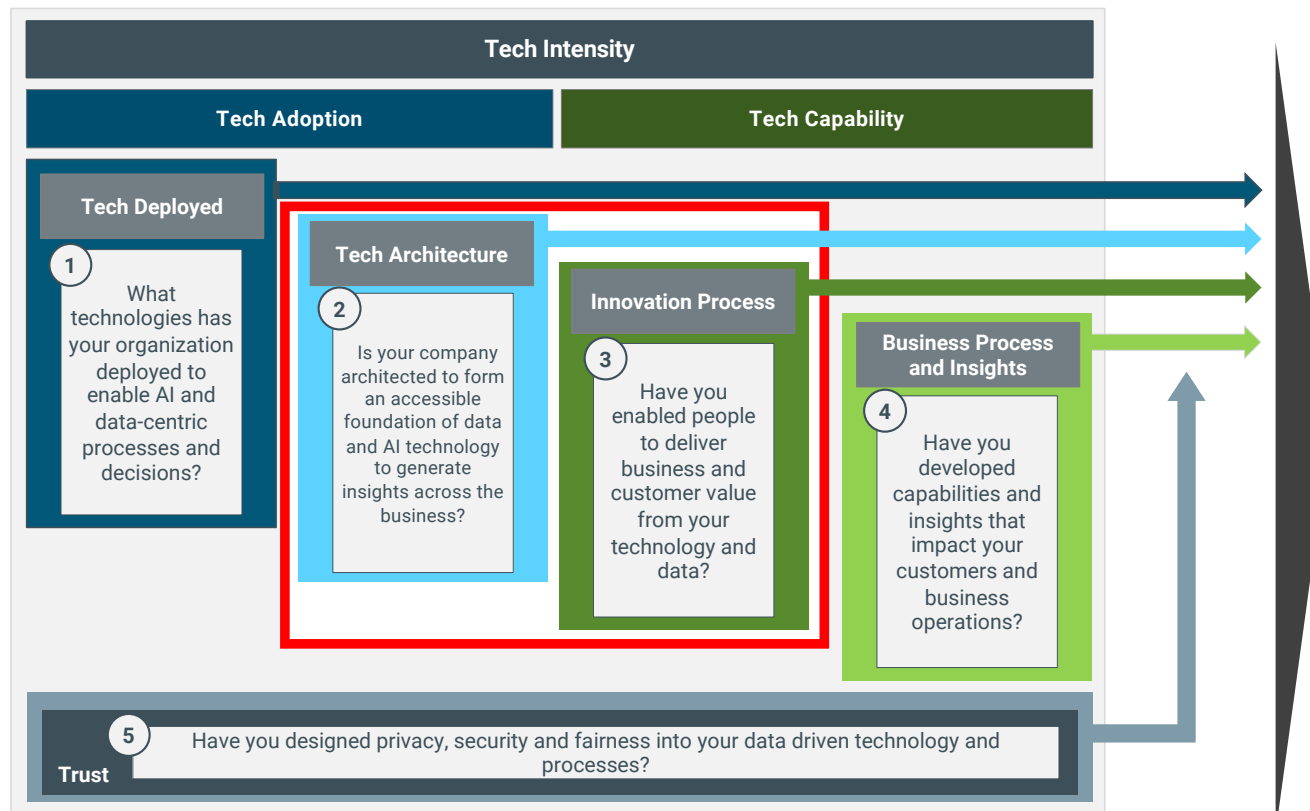 Tech Intensity
Tech Adoption
Tech Capability
Tech Deployed
1
What
technologies has
your organization
deployed to
enable AI and
data-centric
processes and
decisions?
Tech Architecture
2
Is your company
architected to form
an accessible
foundation of data
and AI technology
to generate
insights across the
business?
Innovation Process
3
Have you
enabled people
to deliver
business and
customer value
from your
technology and
data?
Business Process
and Insights
4
Have you
developed
capabilities and
insights that
impact your
customers and
business
operations?
5
Trust
Have you designed privacy, security and fairness into your data driven technology and
processes?